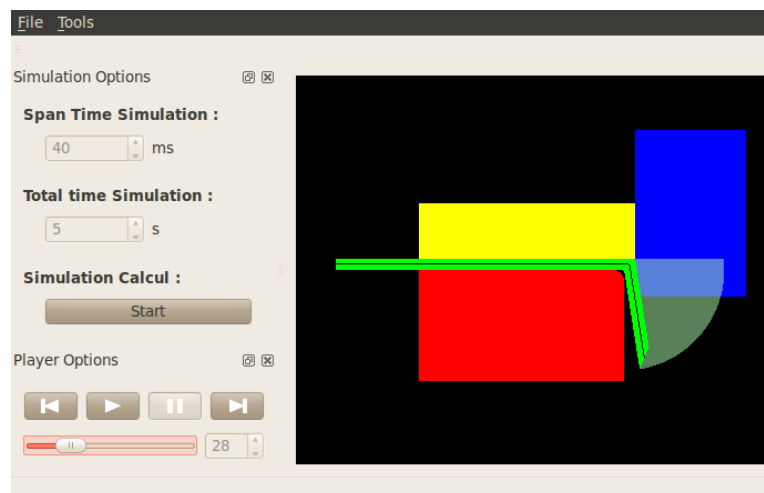 File Tools
Simulation Options
Span Time Simulation :
40 ms
Total time Simulation :
5 s
Simulation Calcul :
Start
Player Options
28